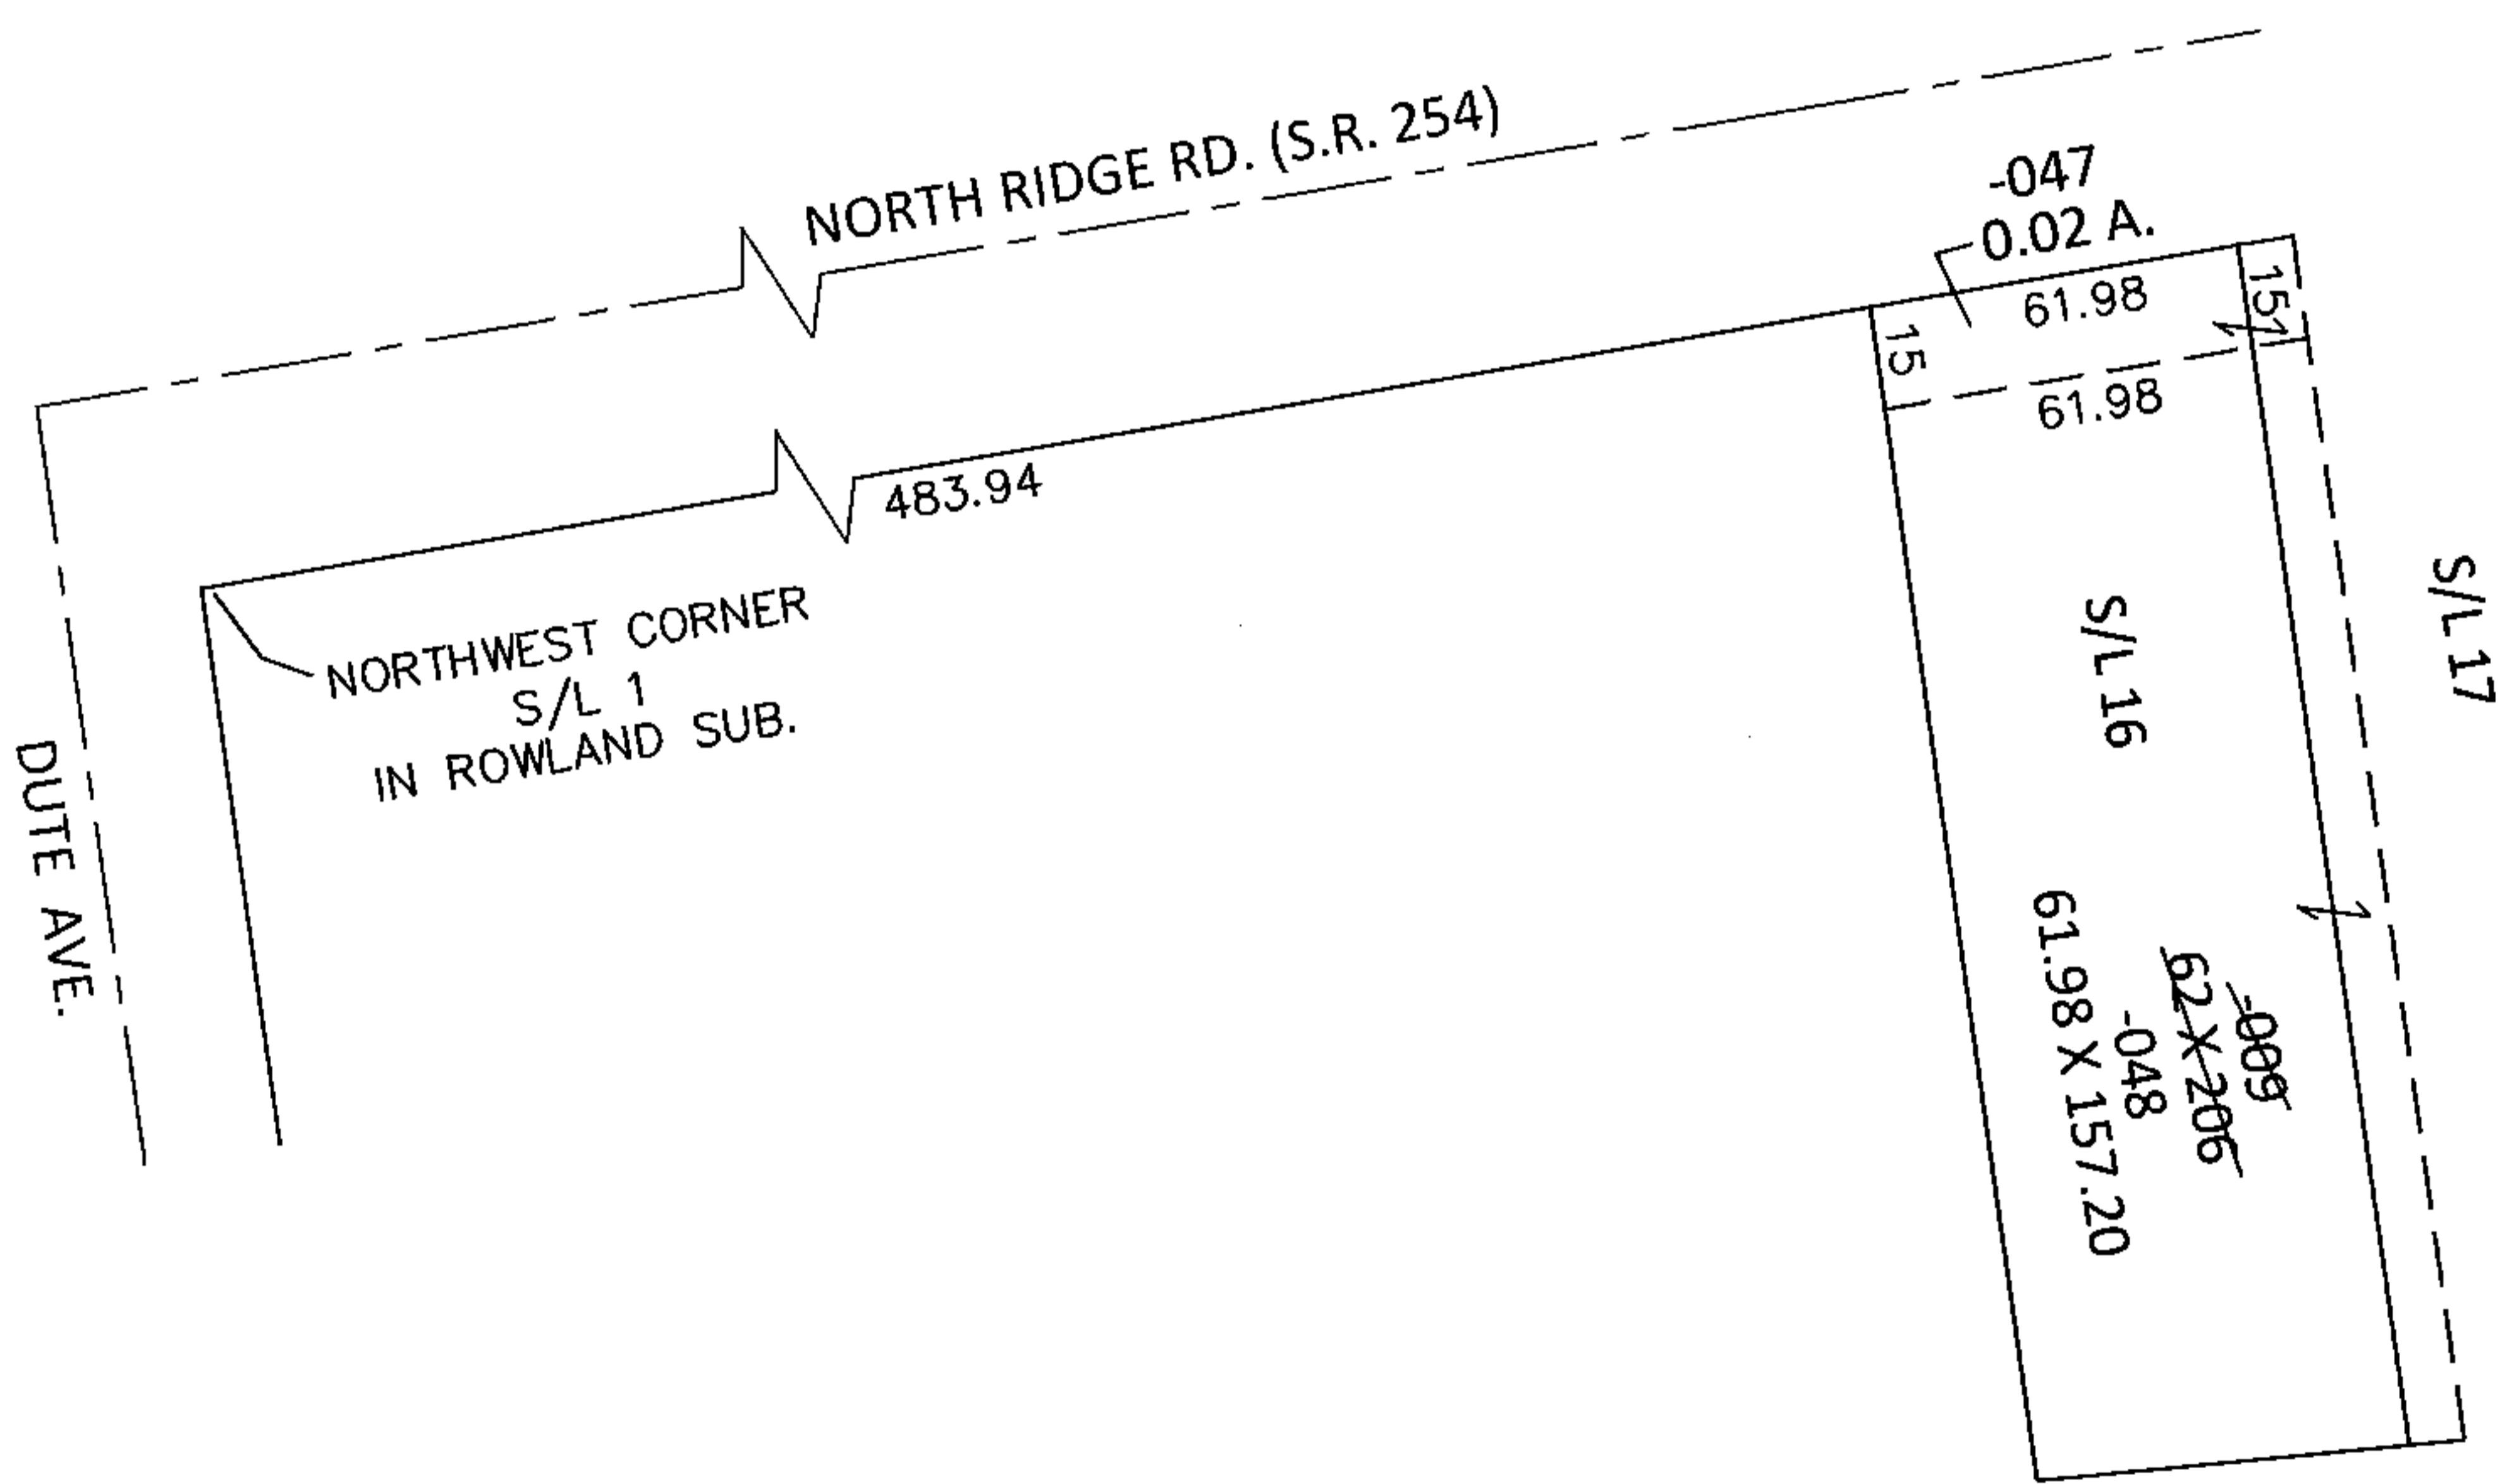 NORTH RIDGE RD. (S.R. 254)
-047
0.02 A.
61.98
15
15
61.98
483.94
NORTHWEST CORNER
S/L 1
IN ROWLAND SUB.
DUTE AVE.
S/L 16
S/L 17
-009
62 X 206
-048
61.98 X 157.20